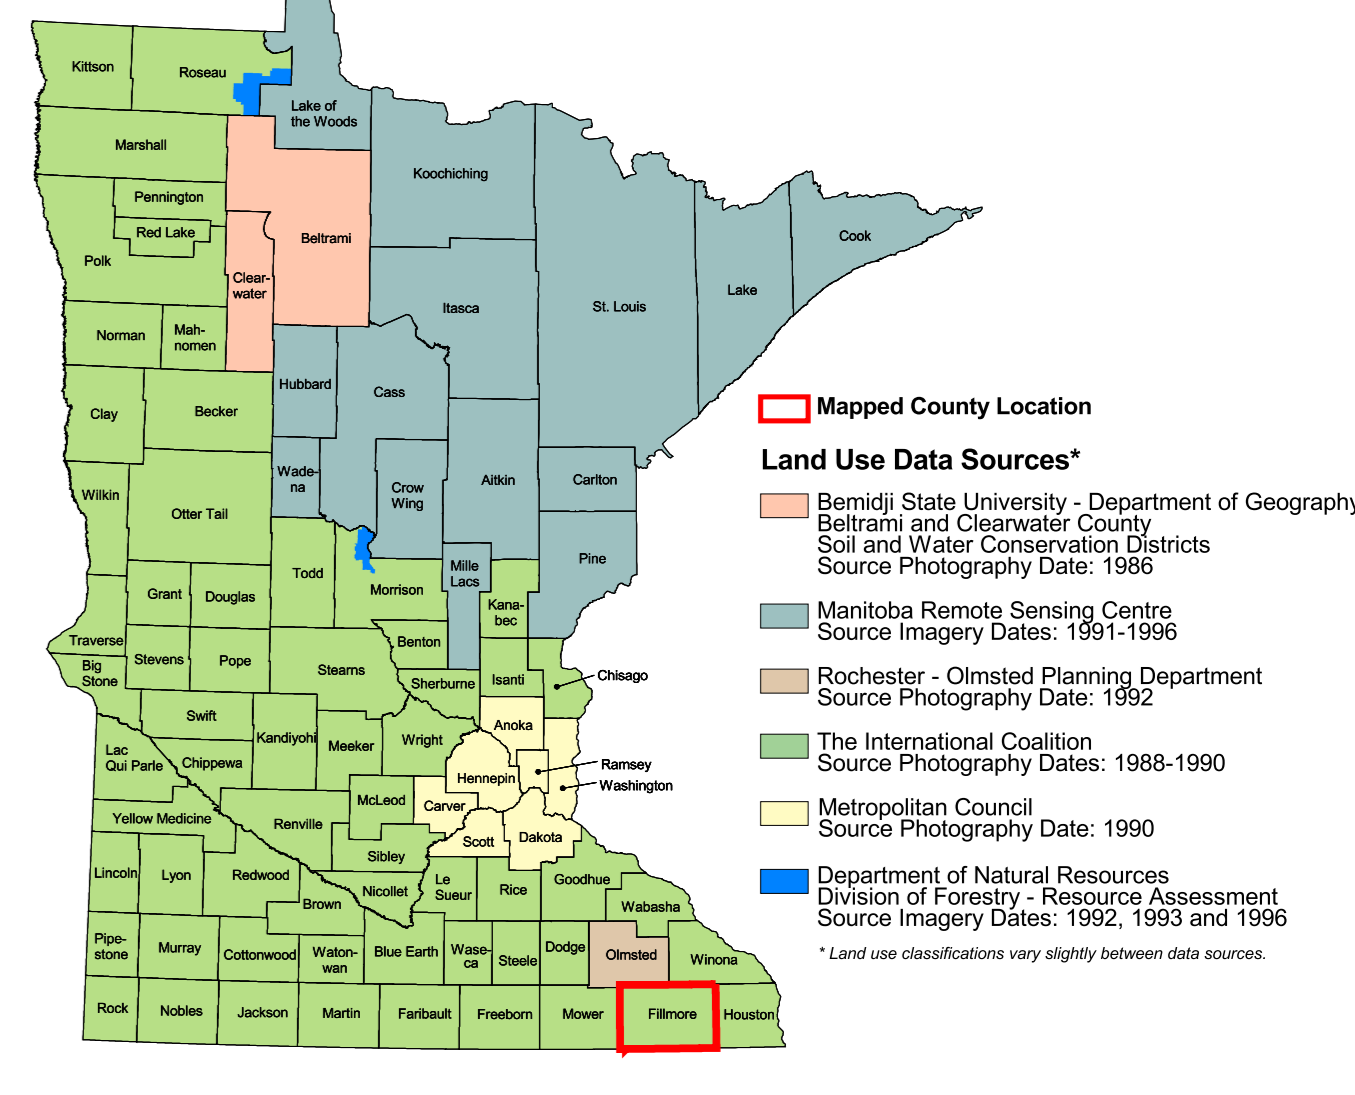 Kittson
Roseau
Lake of
the Woods
Marshall
Koochiching
Pennington
Red Lake
Beltrami
Cook
Polk
Clear-
water
Lake
Itasca
St. Louis
Norman
Mah-
nomen
Hubbard
Cass
Clay
Becker
Mapped County Location
Land Use Data Sources*
Wilkin
Otter Tail
Wade-
na
Crow
Wing
Aitkin
Carlton
Bemidji State University - Department of Geography
Beltrami and Clearwater County
Soil and Water Conservation Districts
Source Photography Date: 1986
Pine
Mille
Lacs
Todd
Grant
Douglas
Morrison
Kana-
bec
Manitoba Remote Sensing Centre
Source Imagery Dates: 1991-1996
Traverse
Benton
Big
Stone
Stevens
Pope
Stearns
Sherburne
Isanti
Chisago
Rochester - Olmsted Planning Department
Source Photography Date: 1992
Swift
Anoka
Kandiyohi
Meeker
Wright
The International Coalition
Source Photography Dates: 1988-1990
Lac
Qui Parle
Chippewa
Hennepin
Ramsey
Washington
McLeod
Carver
Metropolitan Council
Source Photography Date: 1990
Yellow Medicine
Renville
Scott
Dakota
Sibley
Lincoln
Lyon
Redwood
Nicollet
Le
Sueur
Rice
Goodhue
Department of Natural Resources
Division of Forestry - Resource Assessment
Source Imagery Dates: 1992, 1993 and 1996
Brown
Wabasha
Pipe-
stone
Murray
Cottonwood
Waton-
wan
Blue Earth
Wase-
ca
Steele
Dodge
Olmsted
Winona
* Land use classifications vary slightly between data sources.
Rock
Nobles
Jackson
Martin
Faribault
Freeborn
Mower
Fillmore
Houston